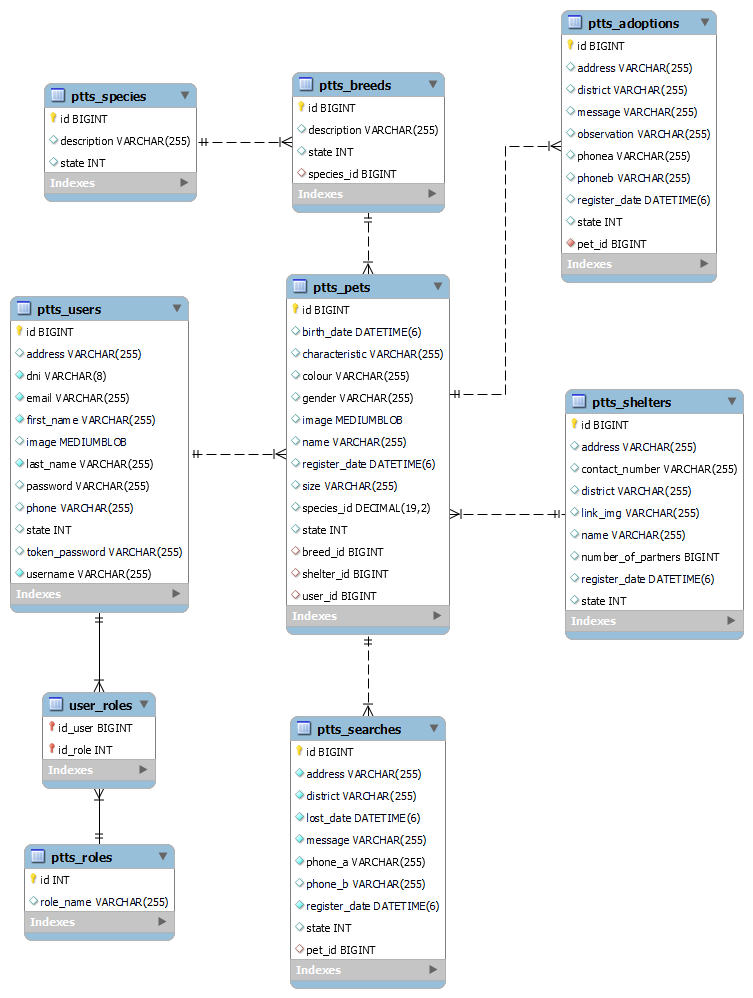 ptts_adoptions
id BIGINT
address VARCHAR(255)
district VARCHAR(255)
message VARCHAR(255)
observation VARCHAR(255)
phonea VARCHAR(255)
phoneb VARCHAR(255)
register_date DATETIME(6)
state INT
pet_id BIGINT
Indexes
ptts_species
id BIGINT
description VARCHAR(255)
state INT
Indexes
ptts_breeds
id BIGINT
description VARCHAR(255)
state INT
species_id BIGINT
Indexes
ptts_users
id BIGINT
address VARCHAR(255)
dni VARCHAR(8)
email VARCHAR(255)
first_name VARCHAR(255)
image MEDIUMBLOB
last_name VARCHAR(255)
password VARCHAR(255)
phone VARCHAR(255)
state INT
token_password VARCHAR(255)
username VARCHAR(255)
Indexes
ptts_pets
id BIGINT
birth_date DATETIME(6)
characteristic VARCHAR(255)
colour VARCHAR(255)
gender VARCHAR(255)
image MEDIUMBLOB
name VARCHAR(255)
register_date DATETIME(6)
size VARCHAR(255)
species_id DECIMAL(19,2)
state INT
breed_id BIGINT
shelter_id BIGINT
user_id BIGINT
Indexes
ptts_shelters
id BIGINT
address VARCHAR(255)
contact_number VARCHAR(255)
district VARCHAR(255)
link_img VARCHAR(255)
name VARCHAR(255)
number_of_partners BIGINT
register_date DATETIME(6)
state INT
Indexes
user_roles
id_user BIGINT
id_role INT
Indexes
ptts_roles
id INT
role_name VARCHAR(255)
Indexes
ptts_searches
id BIGINT
address VARCHAR(255)
district VARCHAR(255)
lost_date DATETIME(6)
message VARCHAR(255)
phone_a VARCHAR(255)
phone_b VARCHAR(255)
register_date DATETIME(6)
state INT
pet_id BIGINT
Indexes